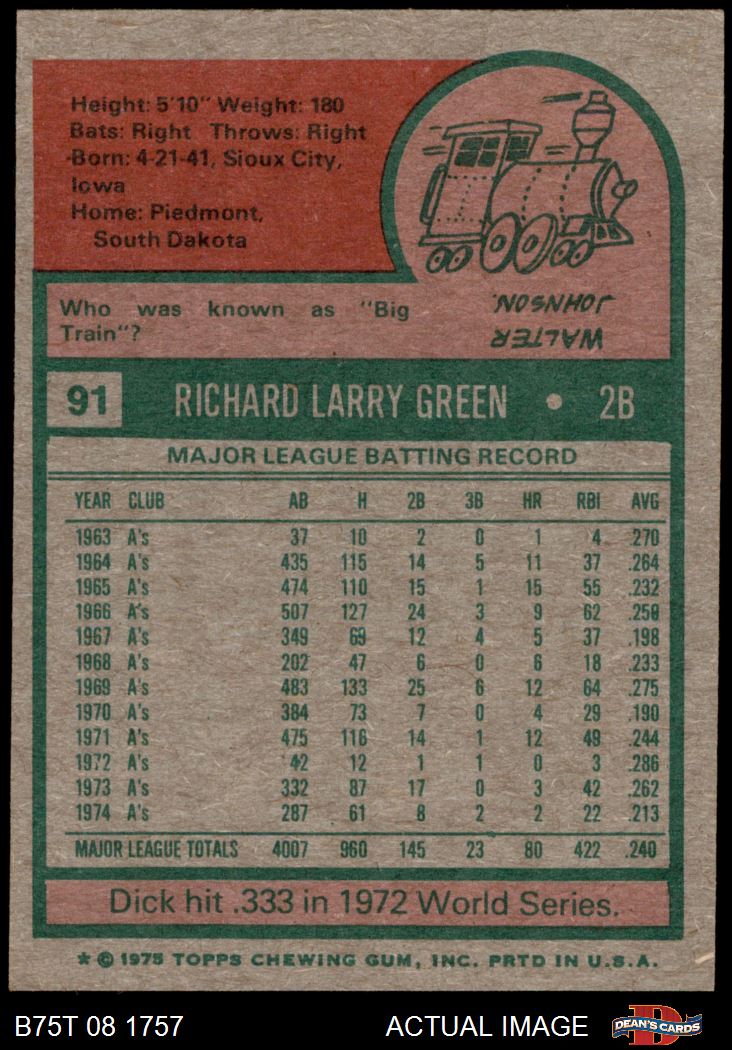 Height: 5'10" Weight: 180
Bats: Right Throws: Right
Born: 4-21-41, Sioux City,
Iowa
Home: Piedmont,
South Dakota
Who was known as "Big
Train"?
WALTER
JOHNSON.
91 RICHARD LARRY GREEN • 2B
MAJOR LEAGUE BATTING RECORD
YEAR CLUB AB H 2B 3B HR RBI AVG
1963 A's 37 10 2 0 1 4 .270
1964 A's 435 115 14 5 11 37 .264
1965 A's 474 110 15 1 15 55 .232
1966 A's 507 127 24 3 9 62 .250
1967 A's 349 69 12 4 5 37 .198
1968 A's 202 47 6 0 6 18 .233
1969 A's 483 133 25 6 12 64 .275
1970 A's 384 73 7 0 4 29 .190
1971 A's 475 116 14 1 12 49 .244
1972 A's 42 12 1 1 0 3 .286
1973 A's 332 87 17 0 3 42 .262
1974 A's 287 61 8 2 2 22 .213
MAJOR LEAGUE TOTALS 4007 960 145 23 80 422 .240
Dick hit .333 in 1972 World Series.
* © 1975 TOPPS CHEWING GUM, INC. PRTD IN U.S.A.
B75T 08 1757 ACTUAL IMAGE D DEAN'S CARDS